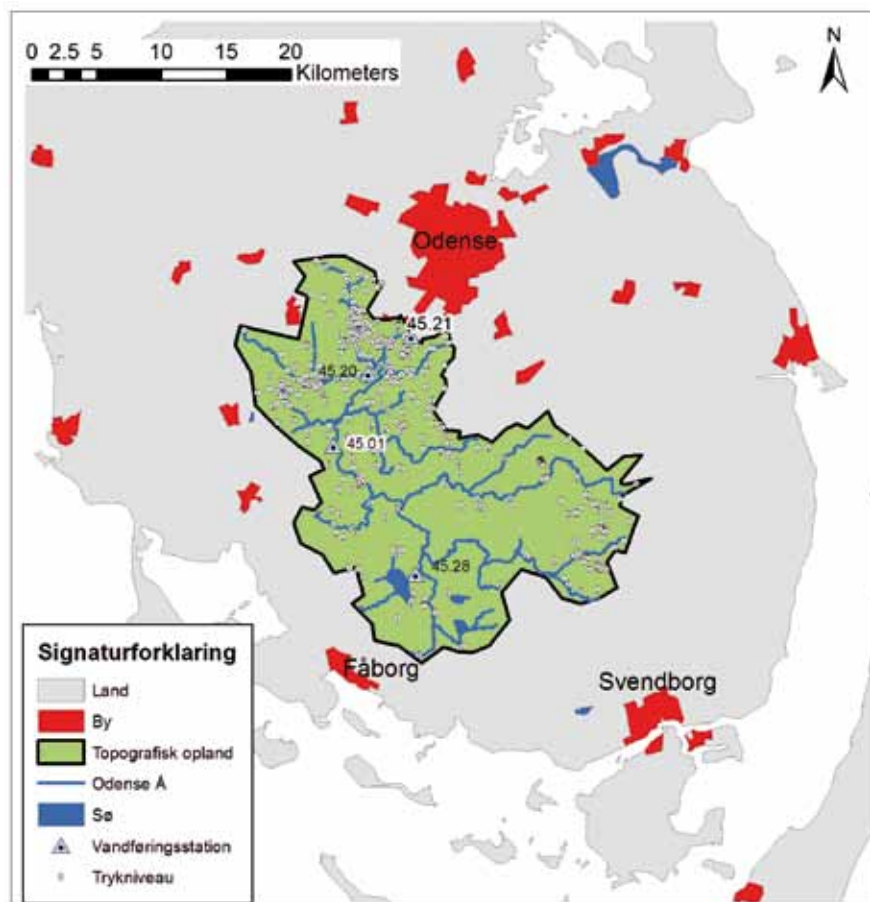 0 2.5 5 10 15 20
Kilometers
N
Odense
45.21
45.20
45.01
45.28
Fåborg
Svendborg
Signaturforklaring
Land
By
Topografisk opland
Odense Å
Sø
Vandføringsstation
Trykniveau